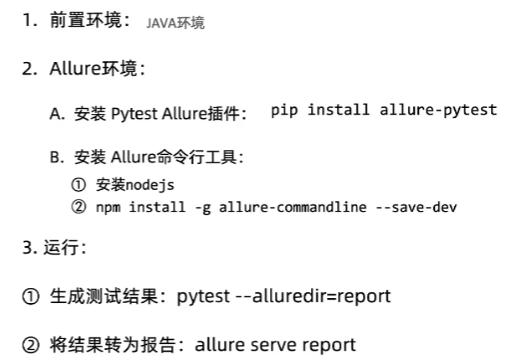 1. 前置环境： JAVA环境
2. Allure环境：
A. 安装 Pytest Allure插件： pip install allure-pytest
B. 安装 Allure命令行工具：
① 安装nodejs
② npm install -g allure-commandline --save-dev
3. 运行：
① 生成测试结果：pytest --alluredir=report
② 将结果转为报告：allure serve report